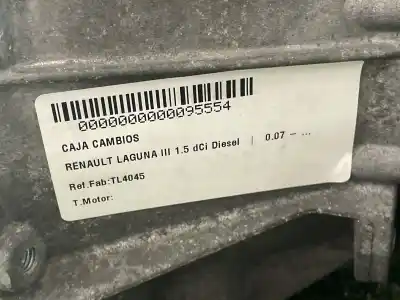 0000000000095554
CAJA CAMBIOS
RENAULT LAGUNA III 1.5 dCi Diesel | 0.07 - ...
Ref.Fab:TL4045
T.Motor: